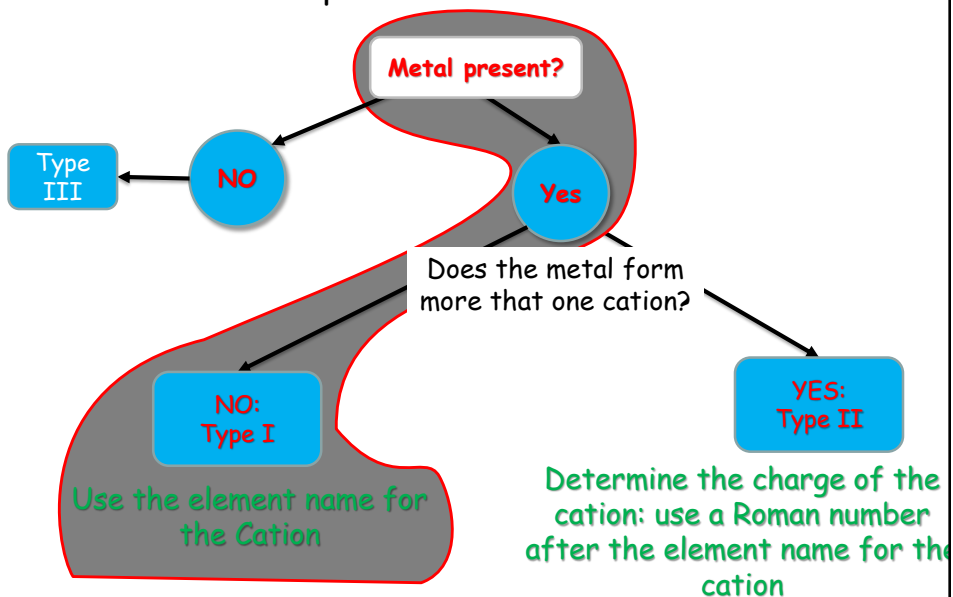 Metal present?
Type
III
NO
Yes
Does the metal form
more that one cation?
NO:
Type I
YES:
Type II
Use the element name for
the Cation
Determine the charge of the
cation: use a Roman number
after the element name for the
cation